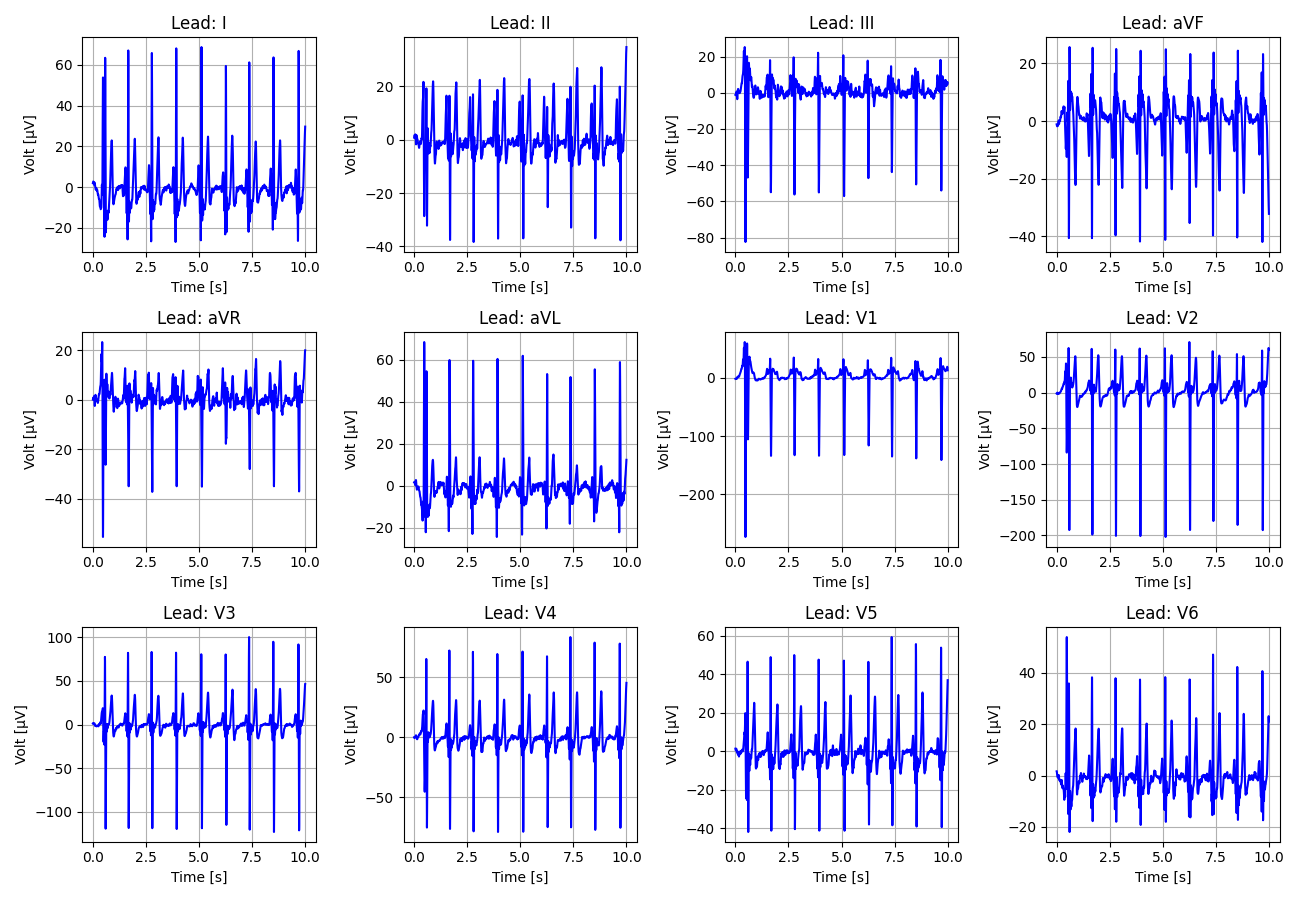 Lead: I
Volt [µV]
60
40
20
0
−20
0.0 2.5 5.0 7.5 10.0
Time [s]
Lead: II
Volt [µV]
20
0
−20
−40
0.0 2.5 5.0 7.5 10.0
Time [s]
Lead: III
Volt [µV]
20
0
−20
−40
−60
−80
0.0 2.5 5.0 7.5 10.0
Time [s]
Lead: aVF
Volt [µV]
20
0
−20
−40
0.0 2.5 5.0 7.5 10.0
Time [s]
Lead: aVR
Volt [µV]
20
0
−20
−40
0.0 2.5 5.0 7.5 10.0
Time [s]
Lead: aVL
Volt [µV]
60
40
20
0
−20
0.0 2.5 5.0 7.5 10.0
Time [s]
Lead: V1
Volt [µV]
0
−100
−200
0.0 2.5 5.0 7.5 10.0
Time [s]
Lead: V2
Volt [µV]
50
0
−50
−100
−150
−200
0.0 2.5 5.0 7.5 10.0
Time [s]
Lead: V3
Volt [µV]
100
50
0
−50
−100
0.0 2.5 5.0 7.5 10.0
Time [s]
Lead: V4
Volt [µV]
50
0
−50
0.0 2.5 5.0 7.5 10.0
Time [s]
Lead: V5
Volt [µV]
60
40
20
0
−20
−40
0.0 2.5 5.0 7.5 10.0
Time [s]
Lead: V6
Volt [µV]
40
20
0
−20
0.0 2.5 5.0 7.5 10.0
Time [s]